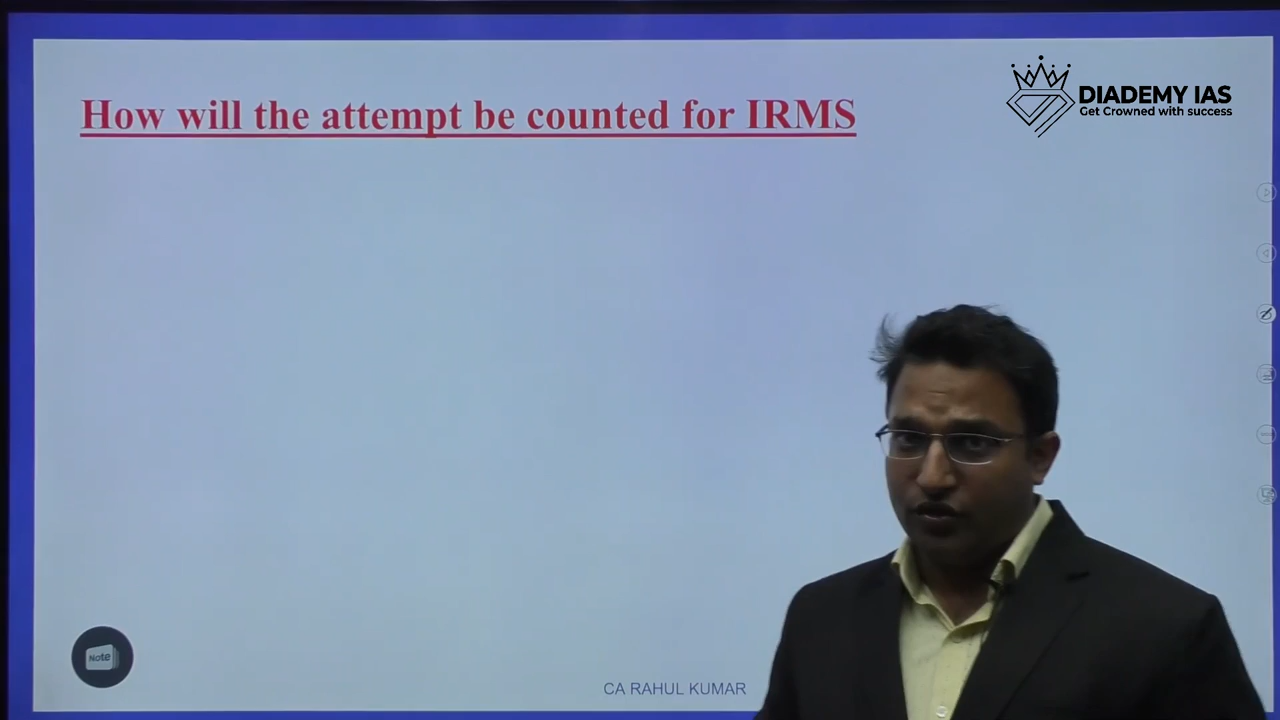 How will the attempt be counted for IRMS
DIADEMY IAS
Get Crowned with success
Note
CA RAHUL KUMAR